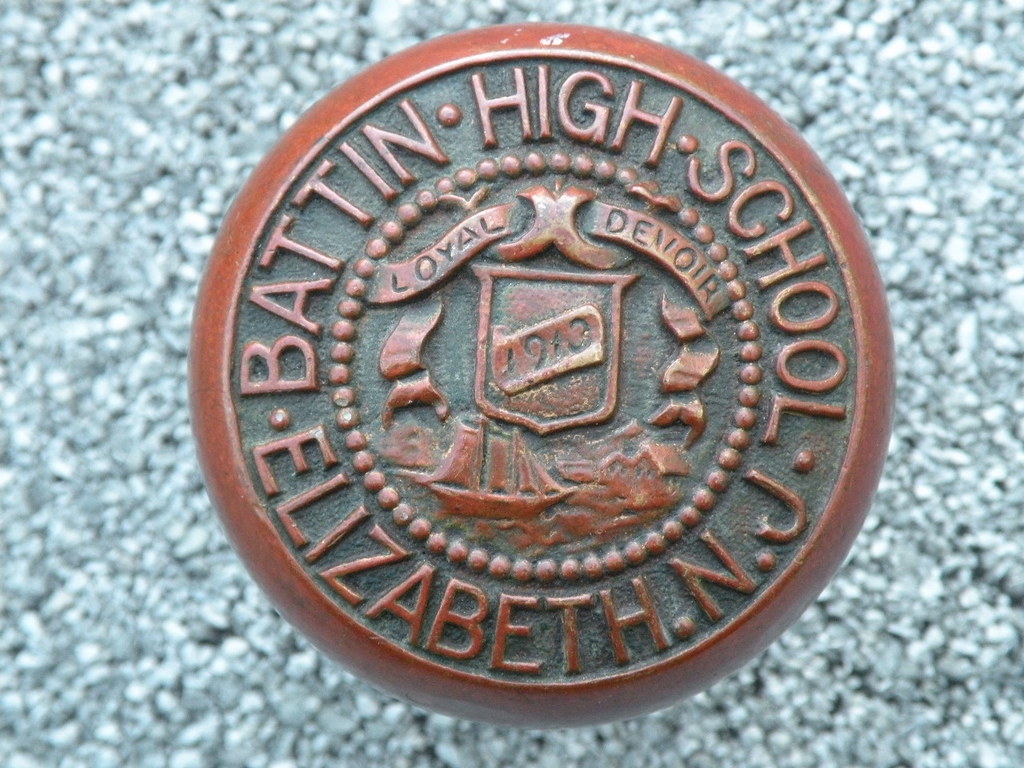 BATTIN · HIGH · SCHOOL ·
ELIZABETH. N. J. ·
LOYAL DEVOIR
1913